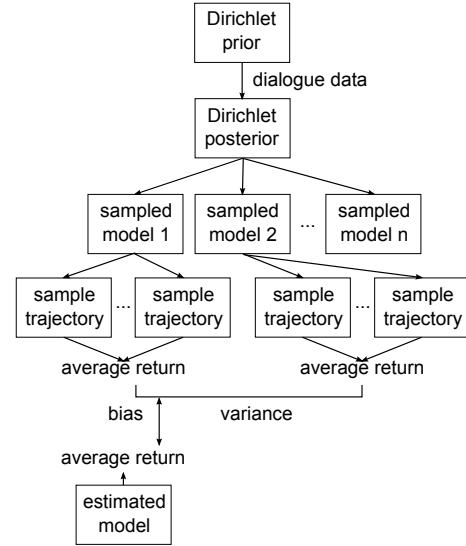 Dirichlet
prior
dialogue data
Dirichlet
posterior
sampled
model 1
sampled
model 2
...
sampled
model n
sample
trajectory
...
sample
trajectory
sample
trajectory
...
sample
trajectory
average return
average return
bias
variance
average return
estimated
model